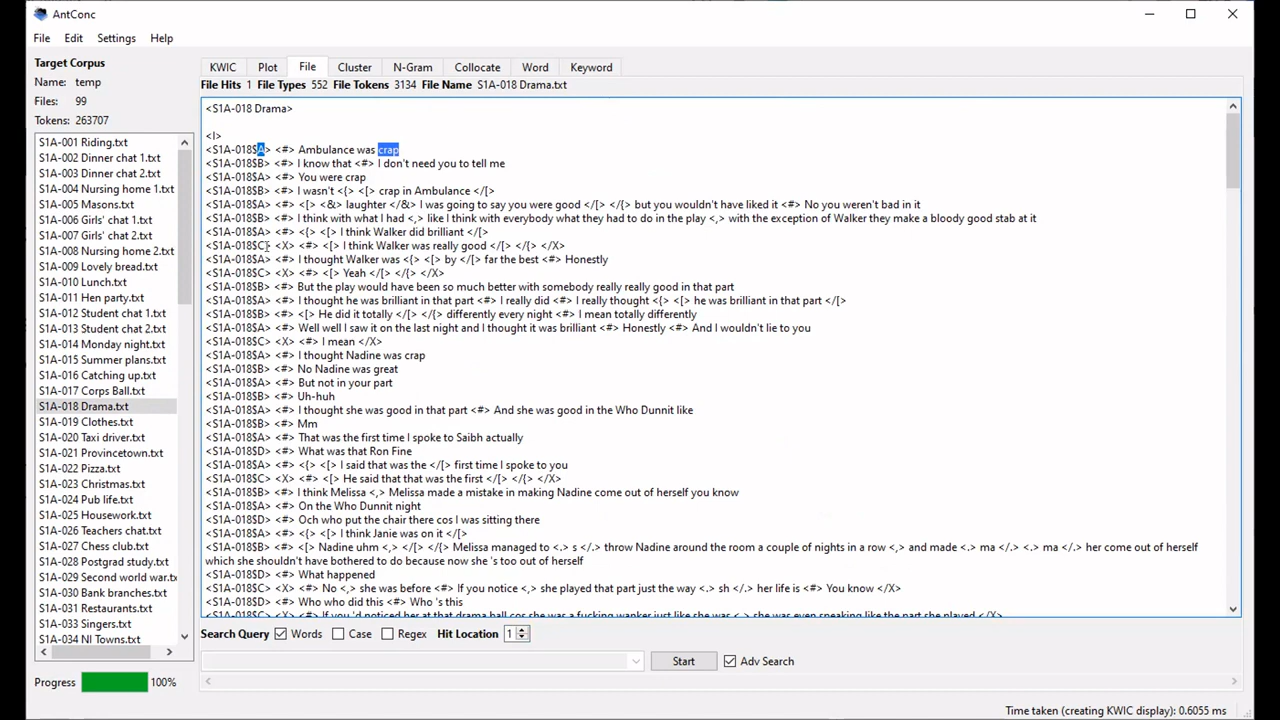 AntConc
File Edit Settings Help
Target Corpus
Name: temp
Files: 99
Tokens: 263707
S1A-001 Riding.txt
S1A-002 Dinner chat 1.txt
S1A-003 Dinner chat 2.txt
S1A-004 Nursing home 1.txt
S1A-005 Masons.txt
S1A-006 Girls' chat 1.txt
S1A-007 Girls' chat 2.txt
S1A-008 Nursing home 2.txt
S1A-009 Lovely bread.txt
S1A-010 Lunch.txt
S1A-011 Hen party.txt
S1A-012 Student chat 1.txt
S1A-013 Student chat 2.txt
S1A-014 Monday night.txt
S1A-015 Summer plans.txt
S1A-016 Catching up.txt
S1A-017 Corps Ball.txt
S1A-018 Drama.txt
S1A-019 Clothes.txt
S1A-020 Taxi driver.txt
S1A-021 Provincetown.txt
S1A-022 Pizza.txt
S1A-023 Christmas.txt
S1A-024 Pub life.txt
S1A-025 Housework.txt
S1A-026 Teachers chat.txt
S1A-027 Chess club.txt
S1A-028 Postgrad study.txt
S1A-029 Second world war.tx
S1A-030 Bank branches.txt
S1A-031 Restaurants.txt
S1A-033 Singers.txt
S1A-034 NI Towns.txt
Progress 100%
KWIC Plot File Cluster N-Gram Collocate Word Keyword
File Hits 1 File Types 552 File Tokens 3134 File Name S1A-018 Drama.txt
<S1A-018 Drama>
<I>
<S1A-018$A> <#> Ambulance was crap
<S1A-018$B> <#> I know that <#> I don't need you to tell me
<S1A-018$A> <#> You were crap
<S1A-018$B> <#> I wasn't <{> <[> crap in Ambulance </[>
<S1A-018$A> <#> <[> <&> laughter </&> I was going to say you were good </[> </{> but you wouldn't have liked it <#> No you weren't bad in it
<S1A-018$B> <#> I think with what I had <,> like I think with everybody what they had to do in the play <,> with the exception of Walker they make a bloody good stab at it
<S1A-018$A> <#> <{> <[> I think Walker did brilliant </[>
<S1A-018$C> <X> <#> <[> I think Walker was really good </[> </{> </X>
<S1A-018$A> <#> I thought Walker was <{> <[> by </[> far the best <#> Honestly
<S1A-018$C> <X> <#> <[> Yeah </[> </{> </X>
<S1A-018$B> <#> But the play would have been so much better with somebody really really good in that part
<S1A-018$A> <#> I thought he was brilliant in that part <#> I really did <#> I really thought <{> <[> he was brilliant in that part </[>
<S1A-018$B> <#> <[> He did it totally </[> </{> differently every night <#> I mean totally differently
<S1A-018$A> <#> Well well I saw it on the last night and I thought it was brilliant <#> Honestly <#> And I wouldn't lie to you
<S1A-018$C> <X> <#> I mean </X>
<S1A-018$A> <#> I thought Nadine was crap
<S1A-018$B> <#> No Nadine was great
<S1A-018$A> <#> But not in your part
<S1A-018$B> <#> Uh-huh
<S1A-018$A> <#> I thought she was good in that part <#> And she was good in the Who Dunnit like
<S1A-018$B> <#> Mm
<S1A-018$A> <#> That was the first time I spoke to Saibh actually
<S1A-018$D> <#> What was that Ron Fine
<S1A-018$A> <#> <{> <[> I said that was the </[> first time I spoke to you
<S1A-018$C> <X> <#> <[> He said that that was the first </[> </{> </X>
<S1A-018$B> <#> I think Melissa <,> Melissa made a mistake in making Nadine come out of herself you know
<S1A-018$A> <#> On the Who Dunnit night
<S1A-018$D> <#> Och who put the chair there cos I was sitting there
<S1A-018$A> <#> <{> <[> I think Janie was on it </[>
<S1A-018$B> <#> <[> Nadine uhm <,> </[> </{> Melissa managed to <.> s </.> throw Nadine around the room a couple of nights in a row <,> and made <.> ma </.> <.> ma </.> her come out of herself
which she shouldn't have bothered to do because now she 's too out of herself
<S1A-018$D> <#> What happened
<S1A-018$C> <X> <#> No <,> she was before <#> If you notice <,> she played that part just the way <.> sh </.> her life is <#> You know </X>
<S1A-018$D> <#> Who who did this <#> Who 's this
<S1A-018$C> <X> <#> If you 'd noticed her at that drama ball cos she was a fucking wanker just like she was <,> she was even speaking like the part she played </X>
Search Query Words Case Regex Hit Location 1
Start Adv Search
Time taken (creating KWIC display): 0.6055 ms